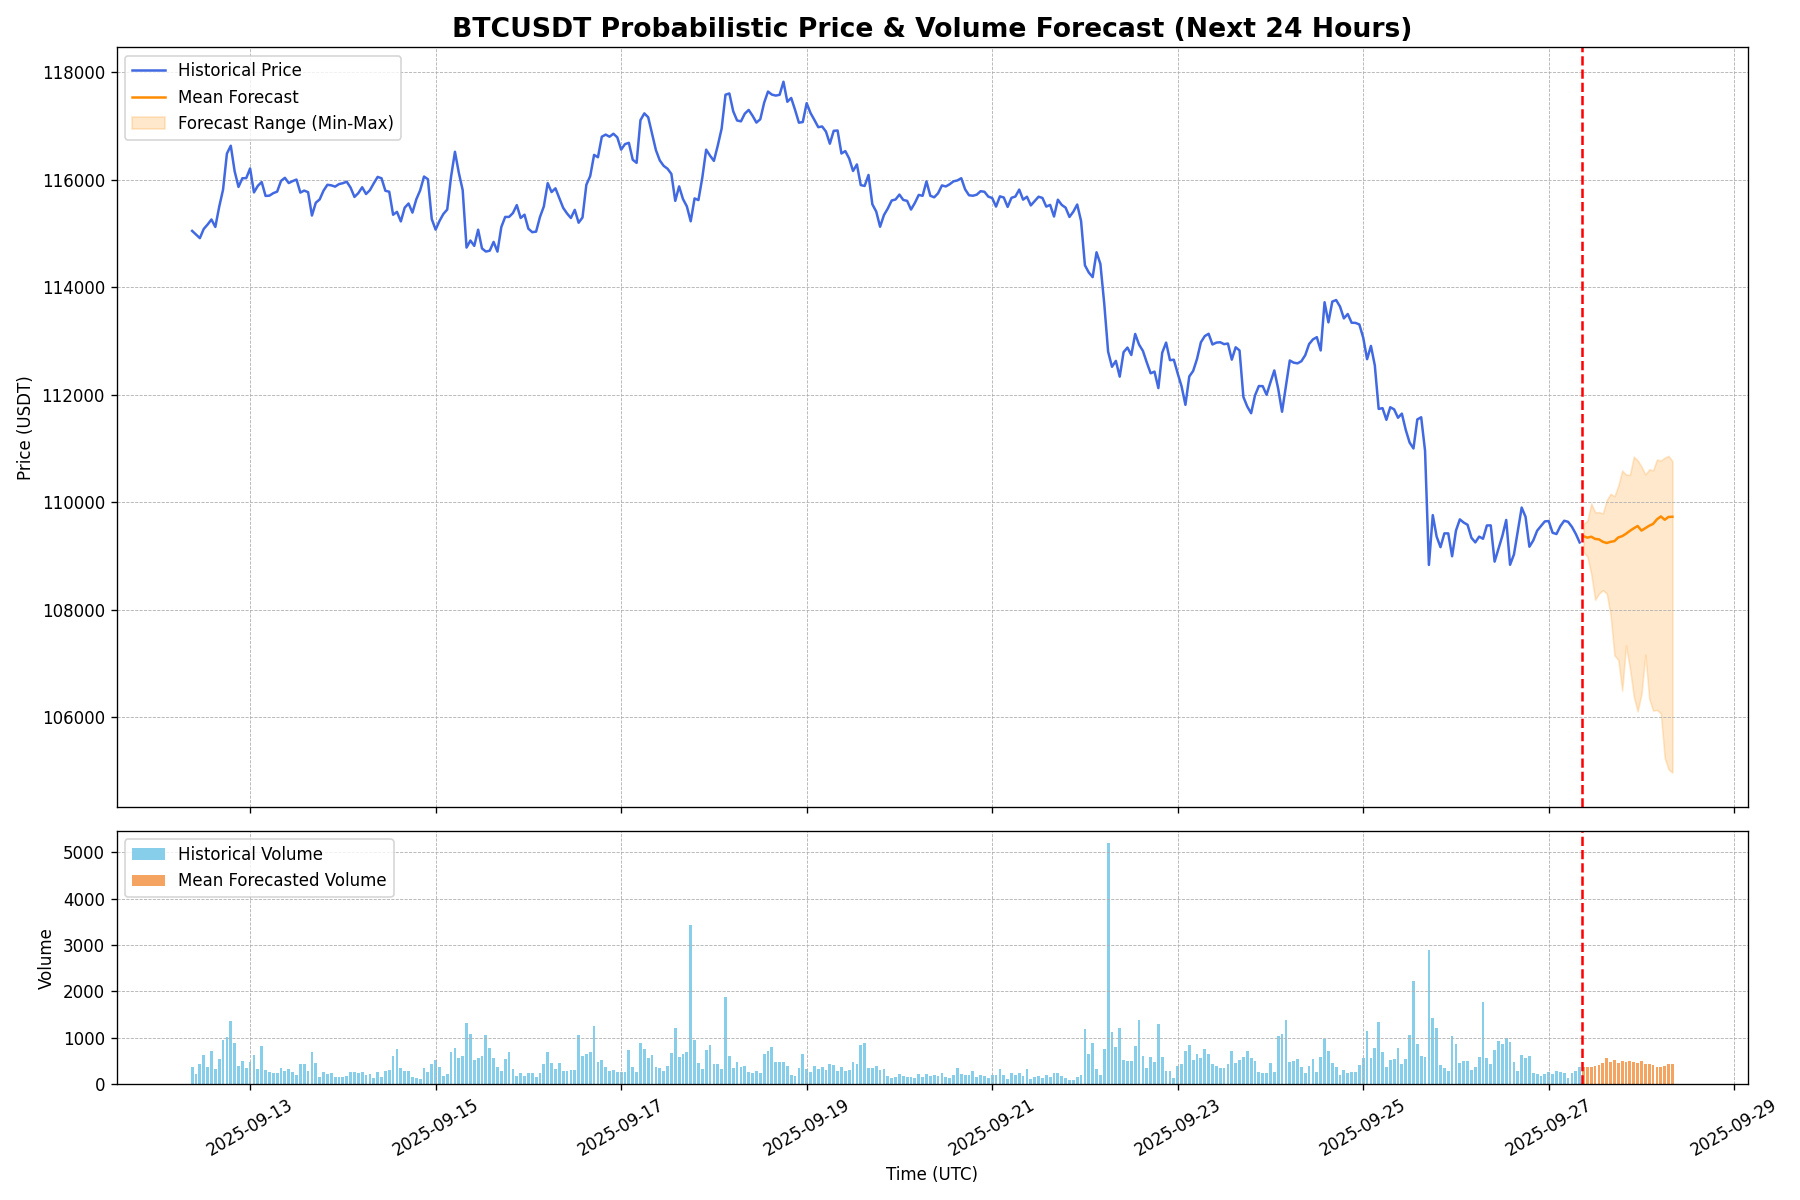 BTCUSDT Probabilistic Price & Volume Forecast (Next 24 Hours)
Historical Price
Mean Forecast
Forecast Range (Min-Max)
118000
116000
114000
112000
110000
108000
106000
Price (USDT)
Historical Volume
Mean Forecasted Volume
5000
4000
3000
2000
1000
0
Volume
2025-09-13
2025-09-15
2025-09-17
2025-09-19
2025-09-21
2025-09-23
2025-09-25
2025-09-27
2025-09-29
Time (UTC)